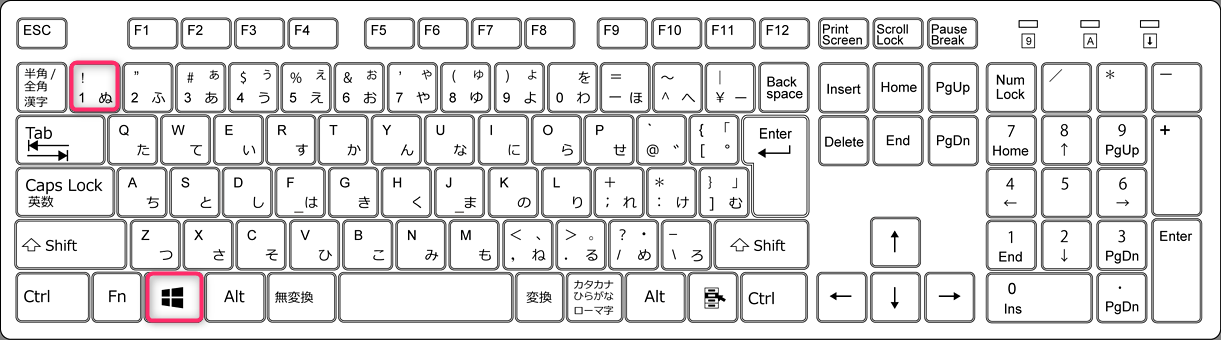 ESC F1 F2 F3 F4 F5 F6 F7 F8 F9 F10 F11 F12 Print Screen Scroll Lock Pause Break 9 A ⬇
半角/全角 漢字 ! 1 ぬ " 2 ふ # ぁ 3 あ $ ぅ 4 う % ぇ 5 え & ぉ 6 お ' ゃ 7 や ( ゅ 8 ゆ ) ょ 9 よ を 0 わ = ー ほ ～ ^ へ | ¥ ー Back space Insert Home PgUp Num Lock ／ * ー
Tab Q た W て E い R す T か Y ん U な I に O ら P せ ` @ ゛ { 「 [ ゜ Enter Delete End PgDn 7 Home 8 ↑ 9 PgUp +
Caps Lock 英数 A ち S と D し F _ は G き H く J _ ま K の L り + ; れ * : け } 」 ] む 4 ← 5 6 →
Shift Z つ X さ C そ V ひ B こ N み M も < 、 , ね > 。 . る ? ・ / め _ \ ろ Shift ↑ 1 End 2 ↓ 3 PgDn Enter
Ctrl Fn Alt 無変換 変換 カタカナ ひらがな ローマ字 Alt Ctrl ← ↓ → 0 Ins . PgDn